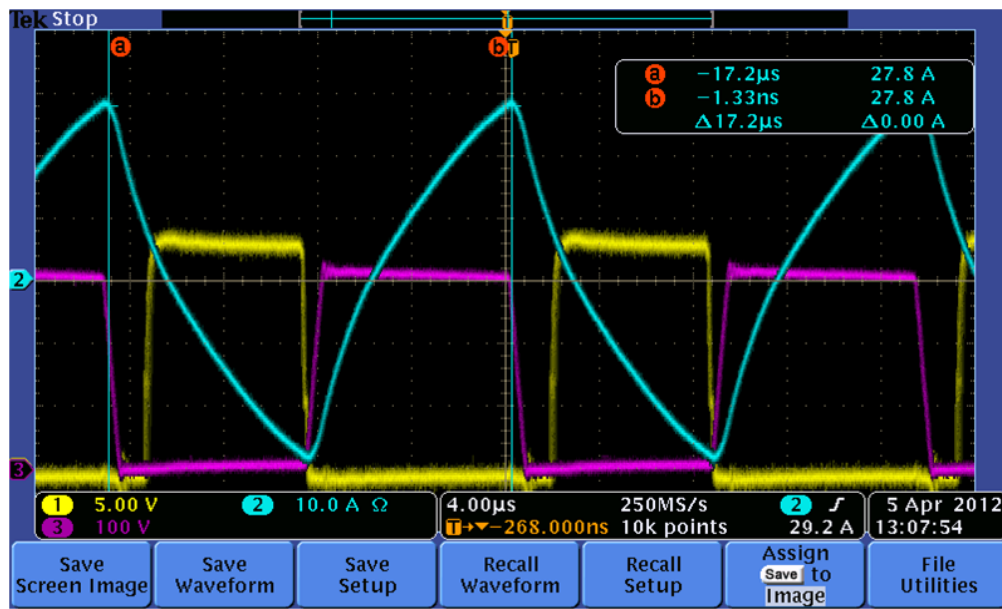 Tek Stop
T
a
b T
a -17.2µs 27.8 A
b -1.33ns 27.8 A
Δ17.2µs Δ0.00 A
2
3
1 5.00 V 2 10.0 A Ω
3 100 V
4.00µs 250MS/s 2 ƒ
T→▼-268.000ns 10k points 29.2 A
5 Apr 2012
13:07:54
Save
Screen Image
Save
Waveform
Save
Setup
Recall
Waveform
Recall
Setup
Assign
Save to
Image
File
Utilities